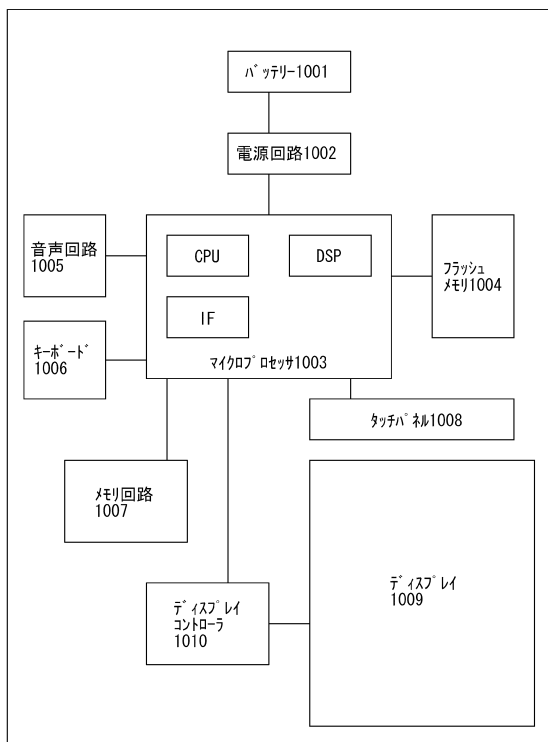 ﾊﾞｯﾃﾘｰ1001
電源回路1002
音声回路
1005
CPU
DSP
ﾌﾗｯｼｭ
ﾒﾓﾘ1004
IF
ｷｰﾎﾞｰﾄﾞ
1006
ﾏｲｸﾛﾌﾟﾛｾｯｻ1003
ﾀｯﾁﾊﾟﾈﾙ1008
ﾒﾓﾘ回路
1007
ﾃﾞｨｽﾌﾟﾚｲ
1009
ﾃﾞｨｽﾌﾟﾚｲ
ｺﾝﾄﾛｰﾗ
1010